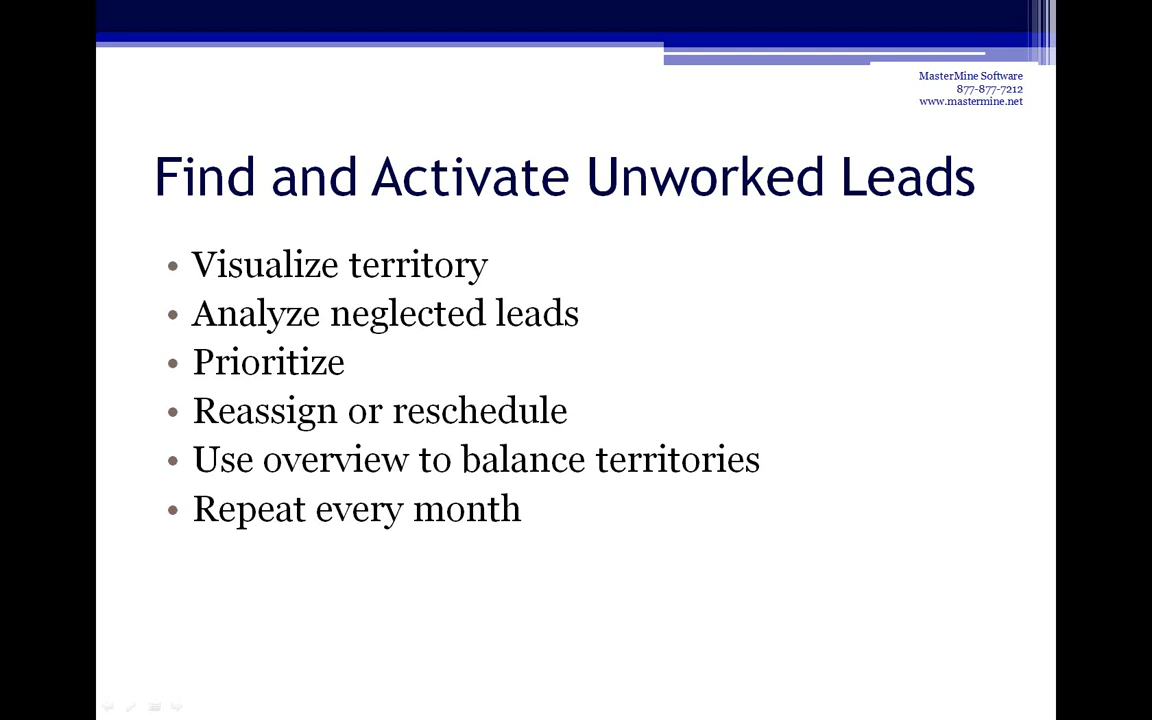 MasterMine Software
877-877-7212
www.mastermine.net
Find and Activate Unworked Leads
• Visualize territory
• Analyze neglected leads
• Prioritize
• Reassign or reschedule
• Use overview to balance territories
• Repeat every month